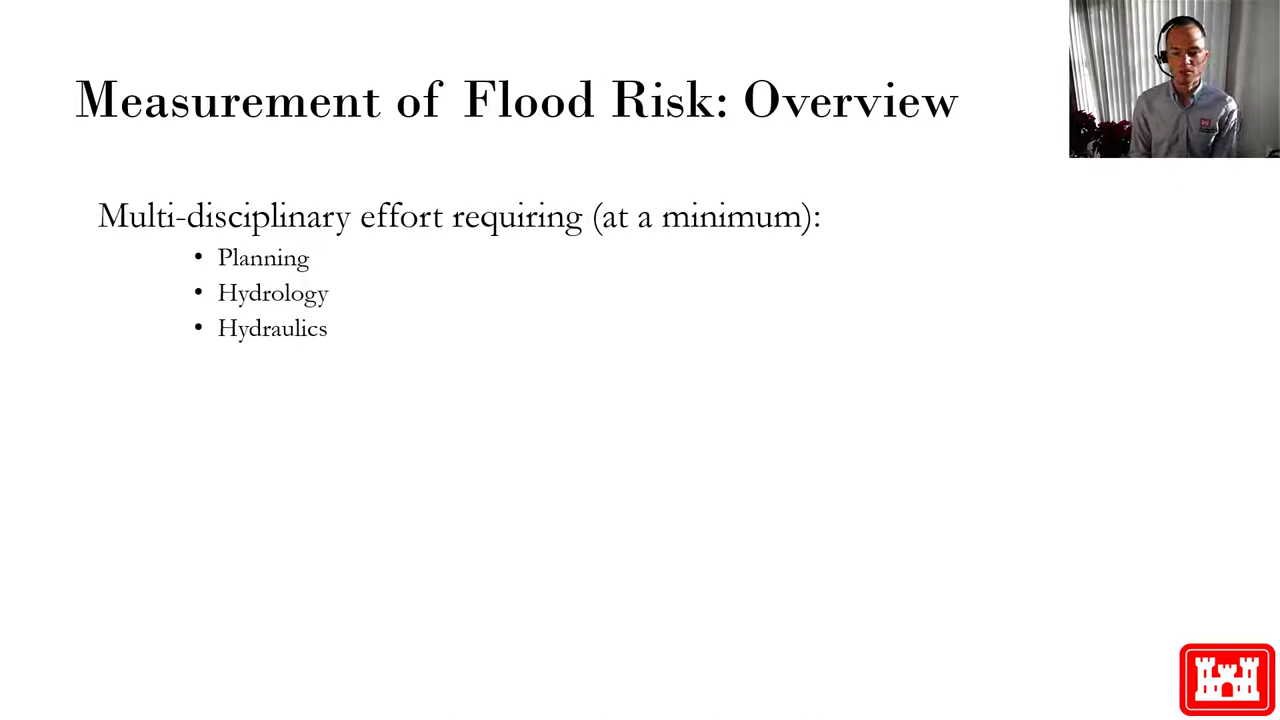 Measurement of Flood Risk: Overview
Multi-disciplinary effort requiring (at a minimum):
• Planning
• Hydrology
• Hydraulics